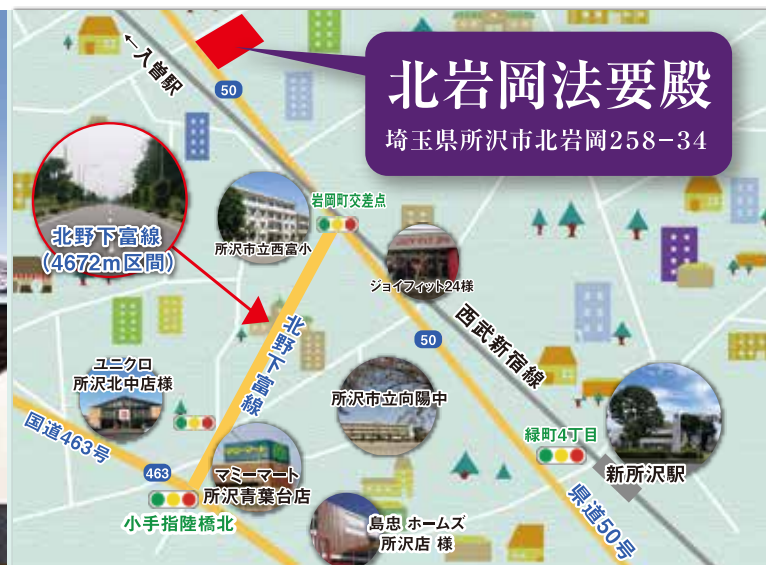 北岩岡法要殿
埼玉県所沢市北岩岡258−34
←入曽駅
50
岩岡町交差点
所沢市立西富小
北野下富線
(4672m区間)
ジョイフィット24様
北野下富線
50
西武新宿線
ユニクロ
所沢北中店様
所沢市立向陽中
国道463号
緑町4丁目
463
マミーマート
所沢青葉台店
新所沢駅
小手指陸橋北
島忠 ホームズ
所沢店 様
県道50号